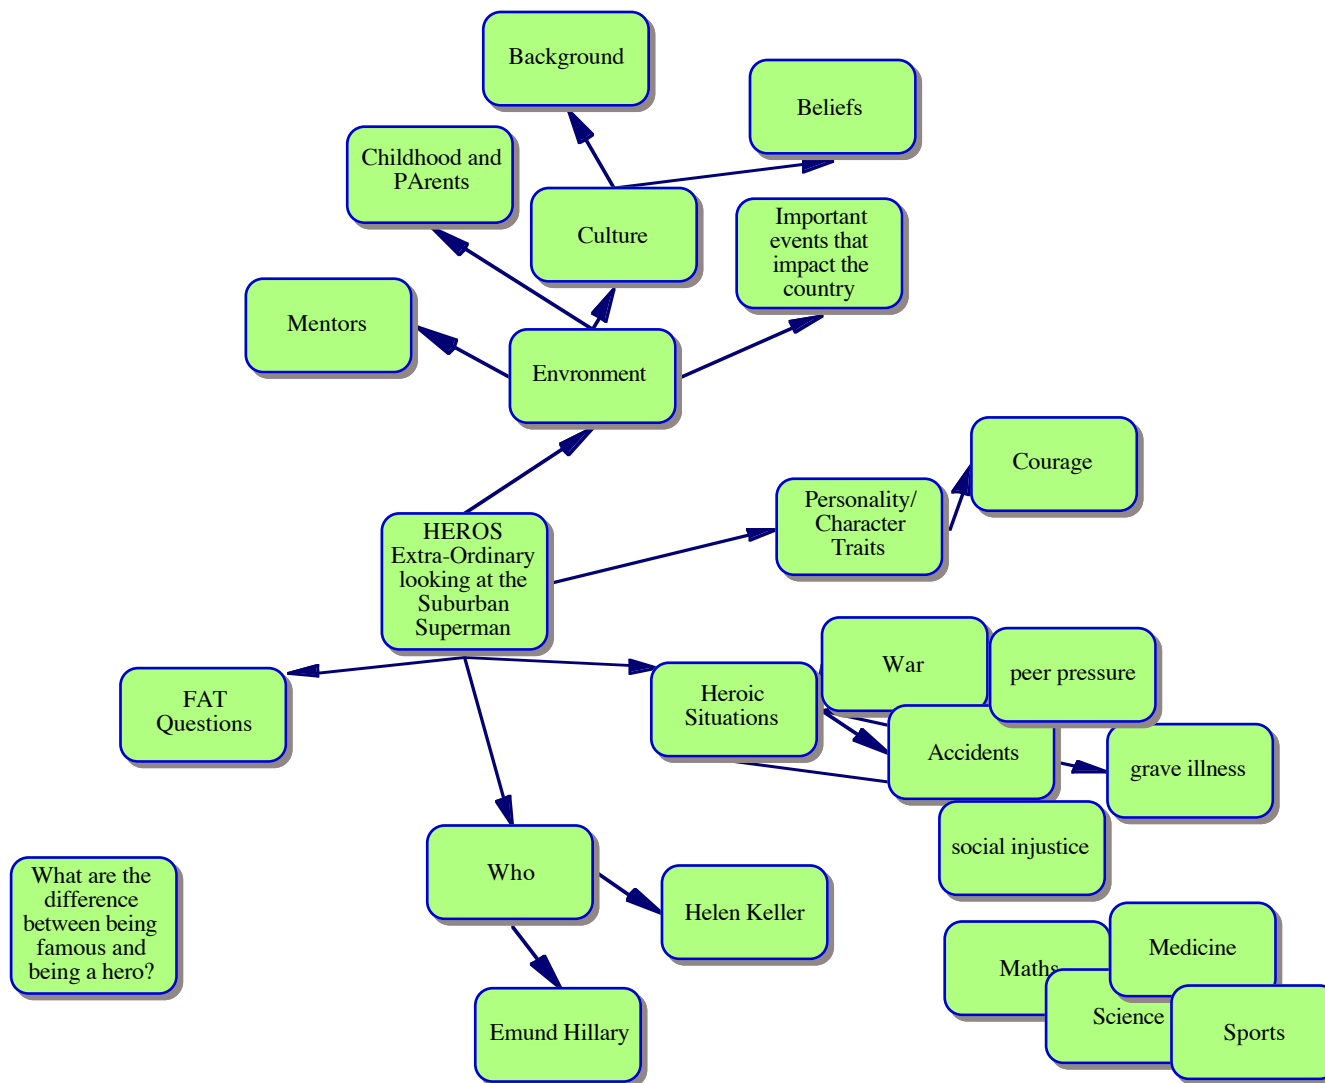 Background
Beliefs
Childhood and
PArents
Culture
Important
events that
impact the
country
Mentors
Envronment
Courage
Personality/
Character
Traits
HEROS
Extra-Ordinary
looking at the
Suburban
Superman
War
peer pressure
FAT
Questions
Heroic
Situations
Accidents
grave illness
social injustice
Who
What are the
difference
between being
famous and
being a hero?
Helen Keller
Medicine
Maths
Science
Sports
Emund Hillary